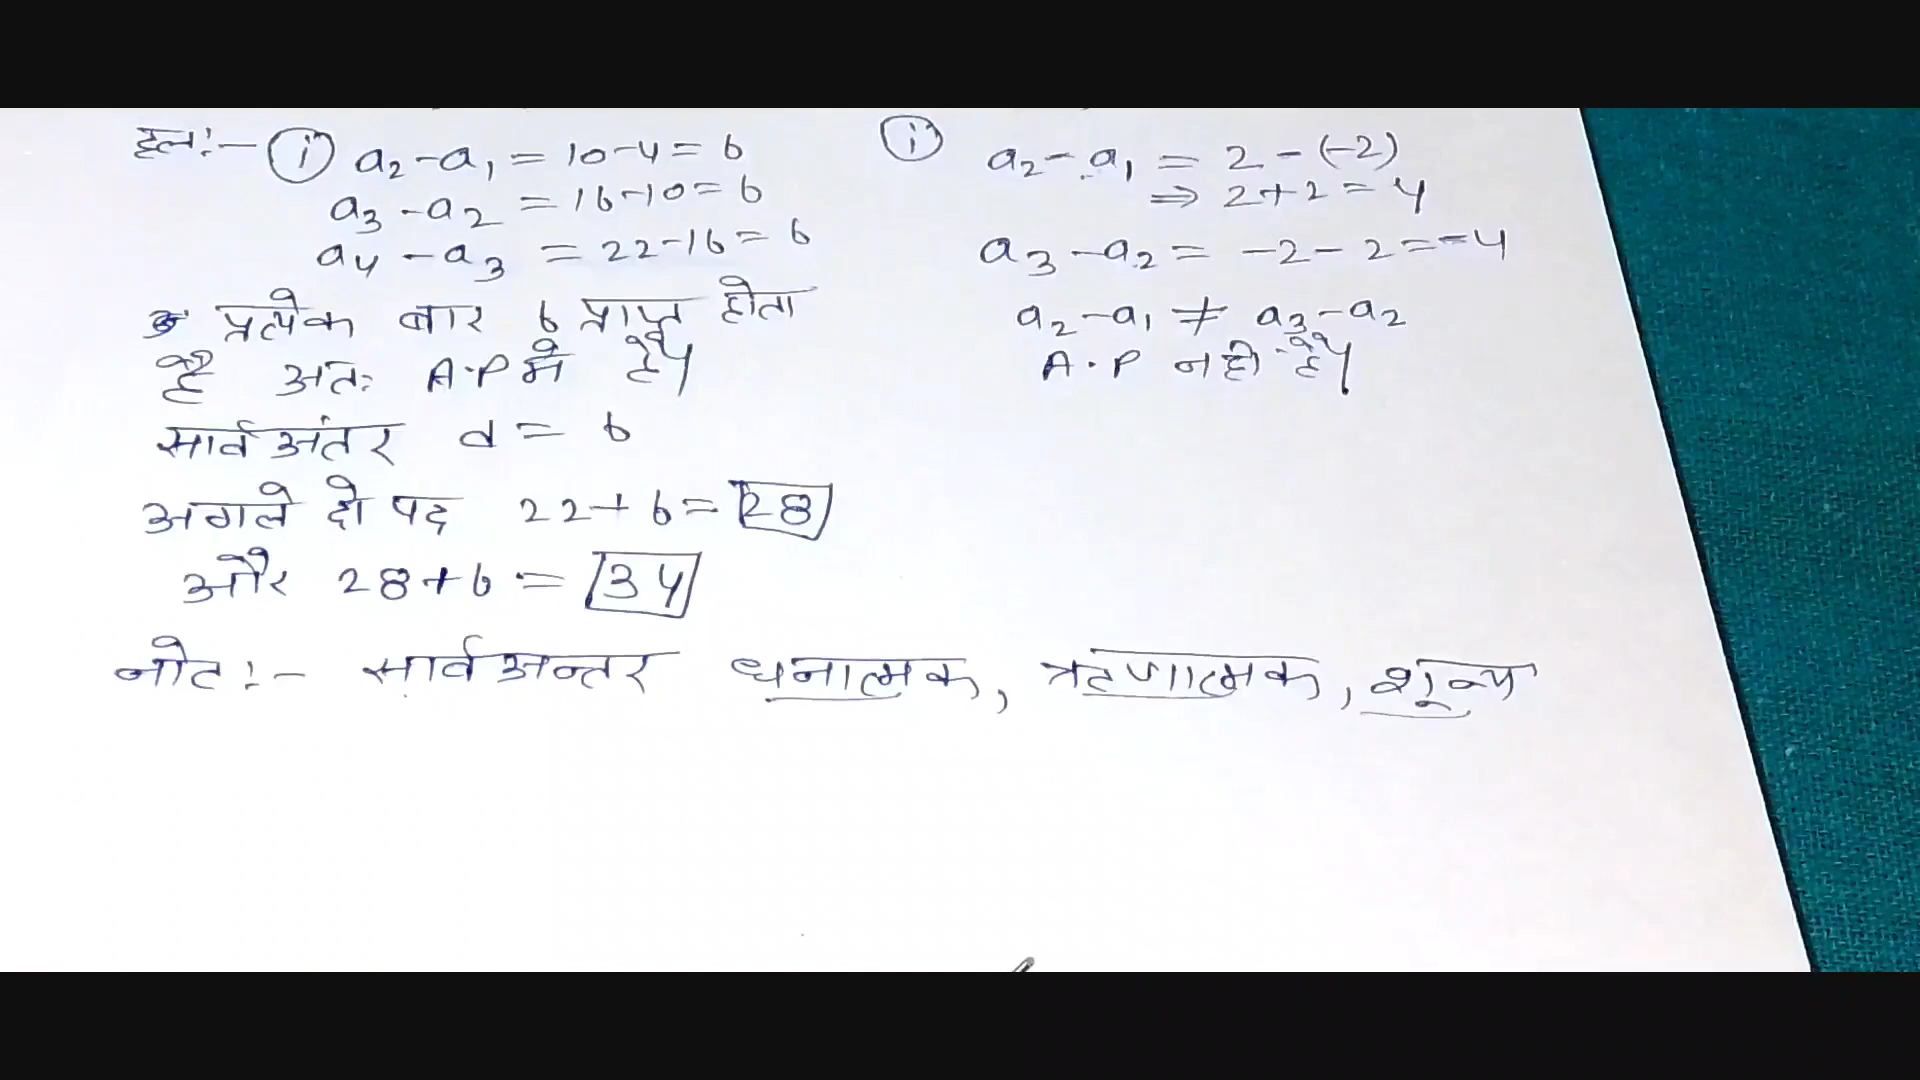 हल:- (i) a₂-a₁ = 10-4 = 6
a₃-a₂ = 16-10 = 6
a₄-a₃ = 22-16 = 6
प्रत्येक बार 6 प्राप्त होता
है अतः A.P में है।
सार्व अंतर d = 6
अगले दो पद 22+6 = 28
और 28+6 = 34
(i) a₂-a₁ = 2-(-2)
⇒ 2+2 = 4
a₃-a₂ = -2-2 = -4
a₂-a₁ ≠ a₃-a₂
A.P नही है।
नोट:- सार्व अन्तर धनात्मक, ऋणात्मक, शून्य